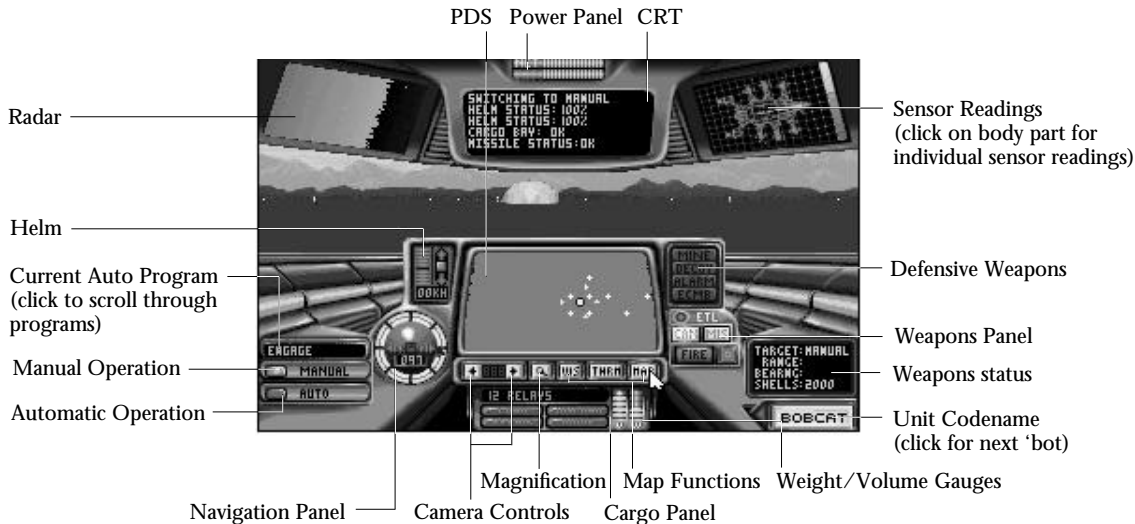 PDS Power Panel CRT
NET
SWITCHING TO MANUAL
HELM STATUS: 100%
HELM STATUS: 100%
CARGO BAY: OK
MISSILE STATUS:OK
Radar
Sensor Readings
(click on body part for
individual sensor readings)
Helm
00KH
Current Auto Program
(click to scroll through
programs)
MINE
DECOY
ALARM
ECMB
Defensive Weapons
ETL
CAN MIS
FIRE
Weapons Panel
ENGAGE
MANUAL
AUTO
097
Manual Operation
Automatic Operation
TARGET:MANUAL
RANGE:
BEARNG:
SHELLS:2000
Weapons status
VIS THRM MAP
12 RELAYS
BOBCAT
Unit Codename
(click for next ‘bot)
Magnification Map Functions Weight/Volume Gauges
Navigation Panel Camera Controls Cargo Panel